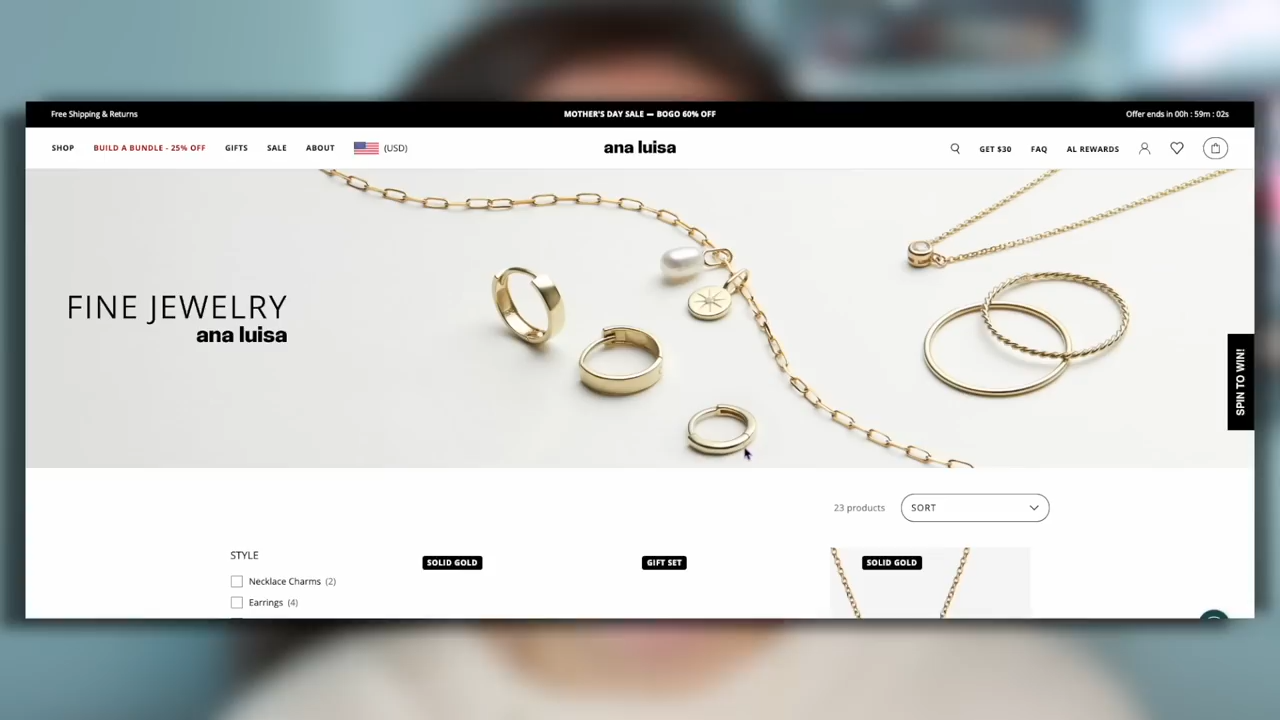 Free Shipping & Returns
MOTHER'S DAY SALE — BOGO 60% OFF
Offer ends in 00h : 59m : 02s
SHOP
BUILD A BUNDLE - 25% OFF
GIFTS
SALE
ABOUT
(USD)
ana luisa
GET $30
FAQ
AL REWARDS
FINE JEWELRY
ana luisa
SPIN TO WIN!
23 products
SORT
STYLE
Necklace Charms (2)
Earrings (4)
SOLID GOLD
GIFT SET
SOLID GOLD